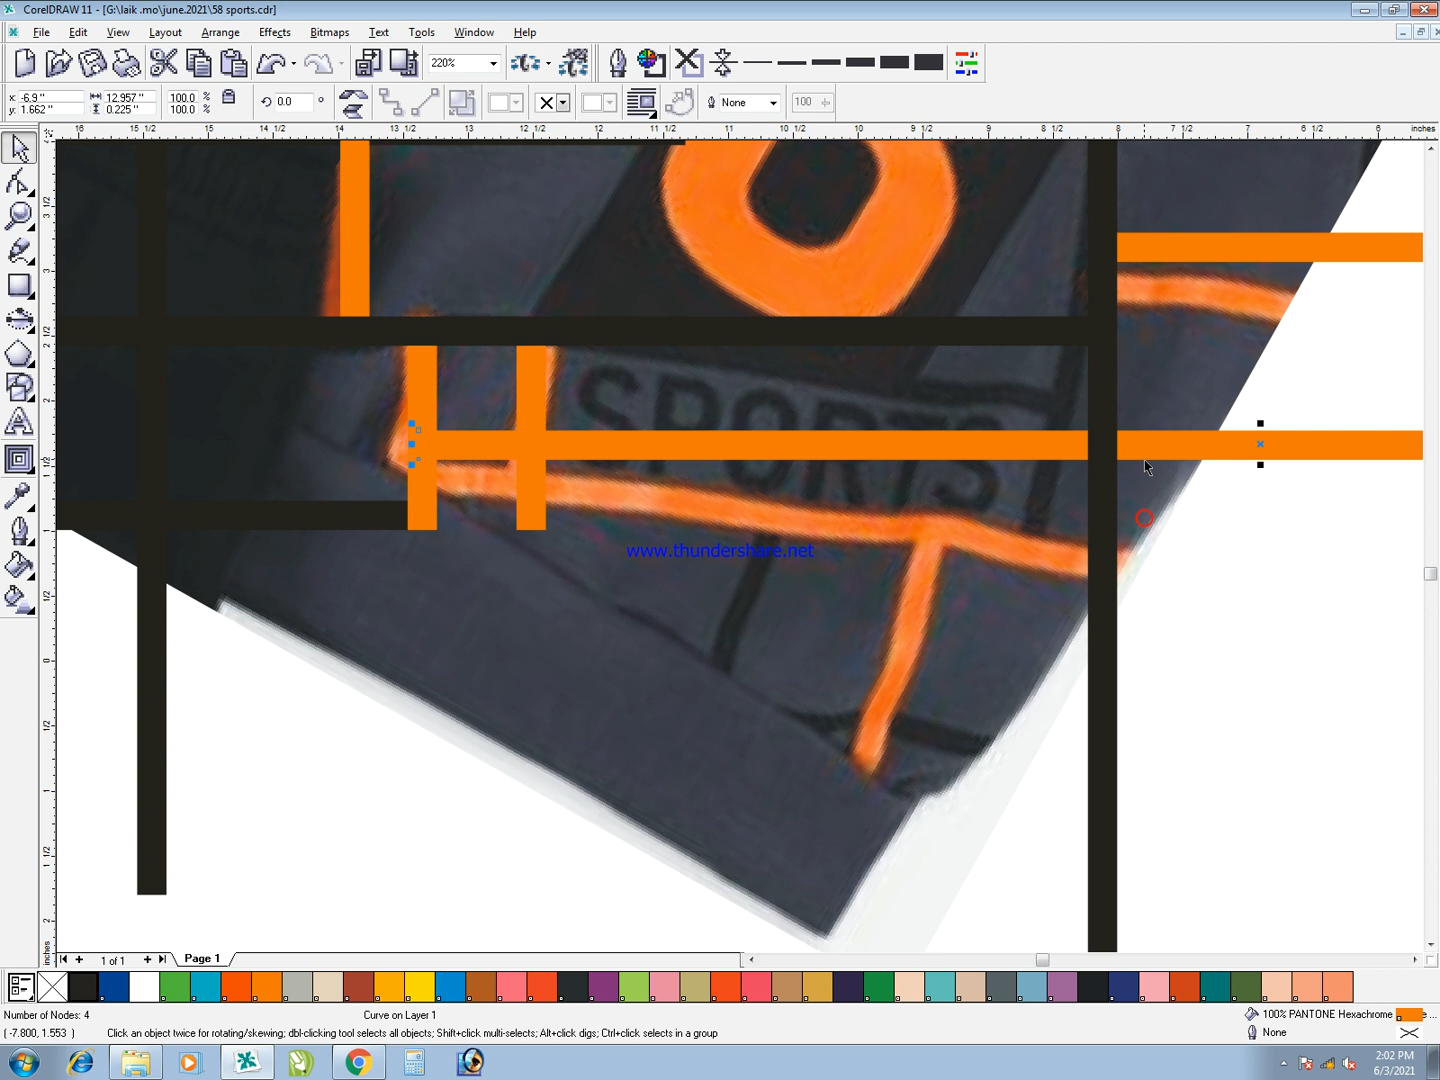 CorelDRAW 11 - [G:\laik .mo\june.2021\58 sports.cdr]
File Edit View Layout Arrange Effects Bitmaps Text Tools Window Help
220%
x: -6.9 " 12.957 " 100.0 % 0.0 ° None 100
y: 1.662 " 0.225 " 100.0 %
16 15 1/2 15 14 1/2 14 13 1/2 13 12 1/2 12 11 1/2 11 10 1/2 10 9 1/2 9 8 1/2 8 7 1/2 7 6 1/2 6 inches
SPORTS
www.thundershare.net
inches
1 of 1 Page 1
Number of Nodes: 4 Curve on Layer 1 100% PANTONE Hexachrome
( -7.800, 1.553 ) Click an object twice for rotating/skewing; dbl-clicking tool selects all objects; Shift+click multi-selects; Alt+click digs; Ctrl+click selects in a group None
2:02 PM
6/3/2021